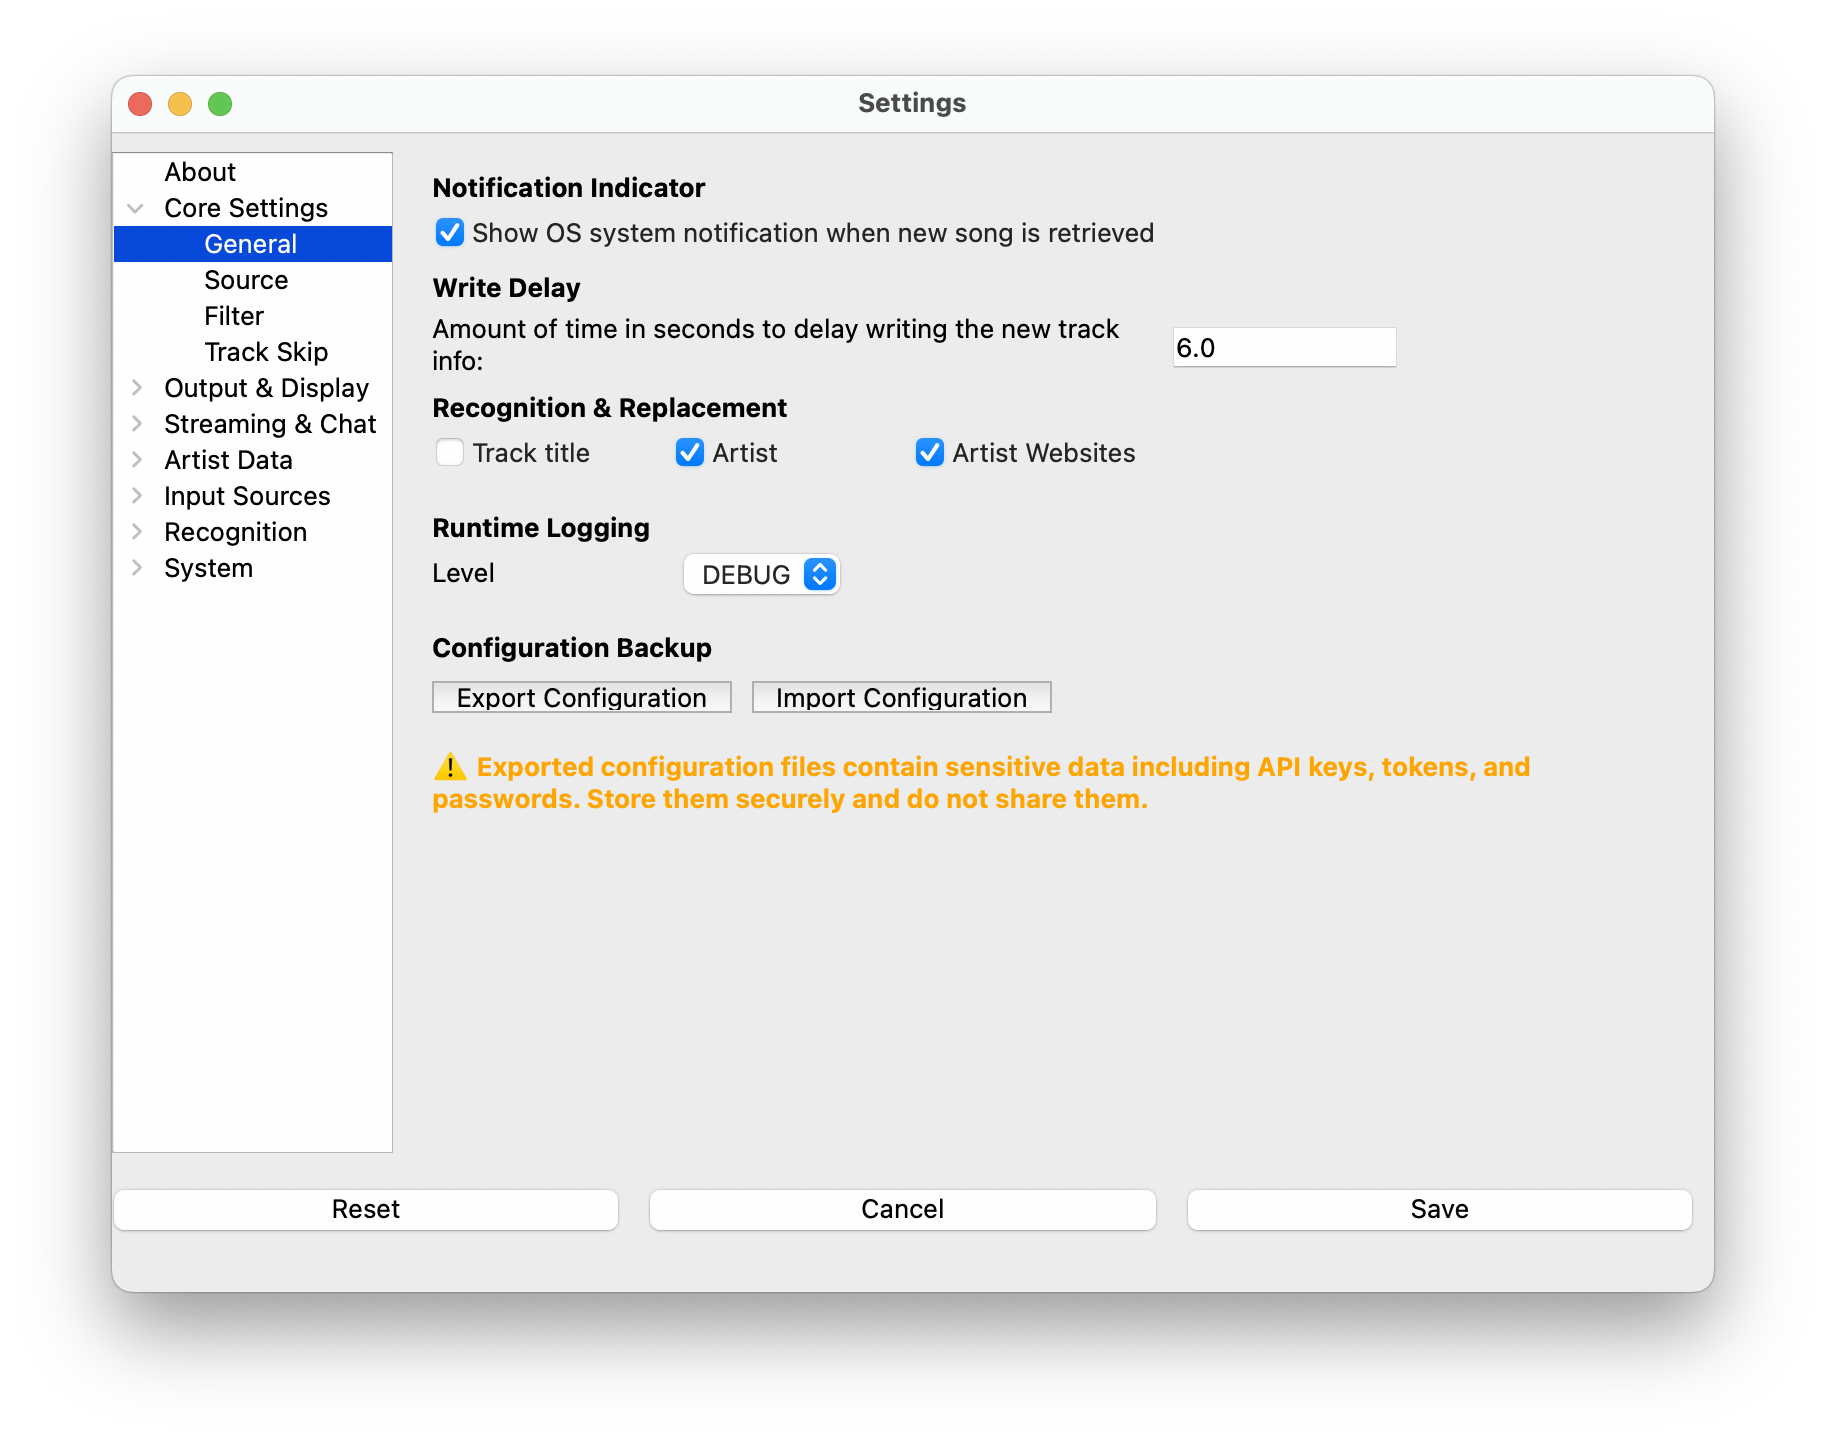 Settings
About
Core Settings
General
Source
Filter
Track Skip
Output & Display
Streaming & Chat
Artist Data
Input Sources
Recognition
System
Notification Indicator
Show OS system notification when new song is retrieved
Write Delay
Amount of time in seconds to delay writing the new track
info:
6.0
Recognition & Replacement
Track title Artist Artist Websites
Runtime Logging
Level DEBUG
Configuration Backup
Export Configuration Import Configuration
⚠️ Exported configuration files contain sensitive data including API keys, tokens, and
passwords. Store them securely and do not share them.
Reset Cancel Save